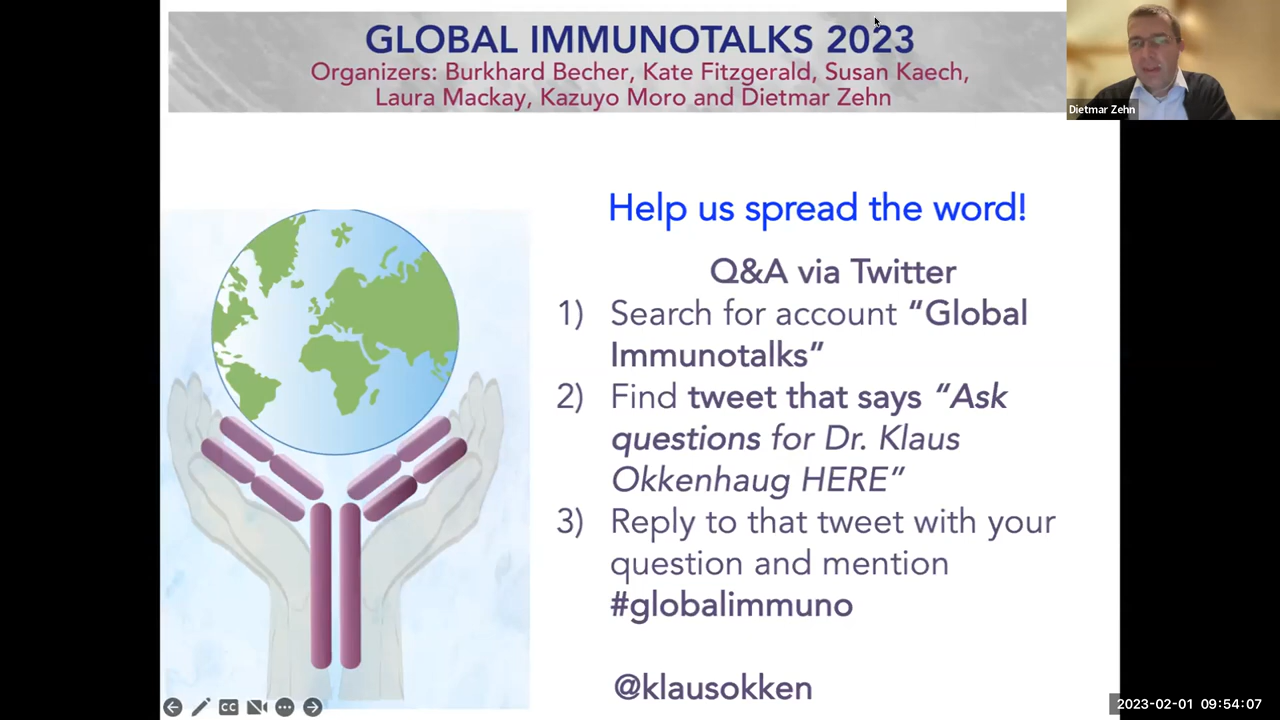 GLOBAL IMMUNOTALKS 2023
Organizers: Burkhard Becher, Kate Fitzgerald, Susan Kaech,
Laura Mackay, Kazuyo Moro and Dietmar Zehn
Dietmar Zehn
Help us spread the word!
Q&A via Twitter
1) Search for account “Global
Immunotalks”
2) Find tweet that says “Ask
questions for Dr. Klaus
Okkenhaug HERE”
3) Reply to that tweet with your
question and mention
#globalimmuno
@klausokken
CC
2023-02-01 09:54:07